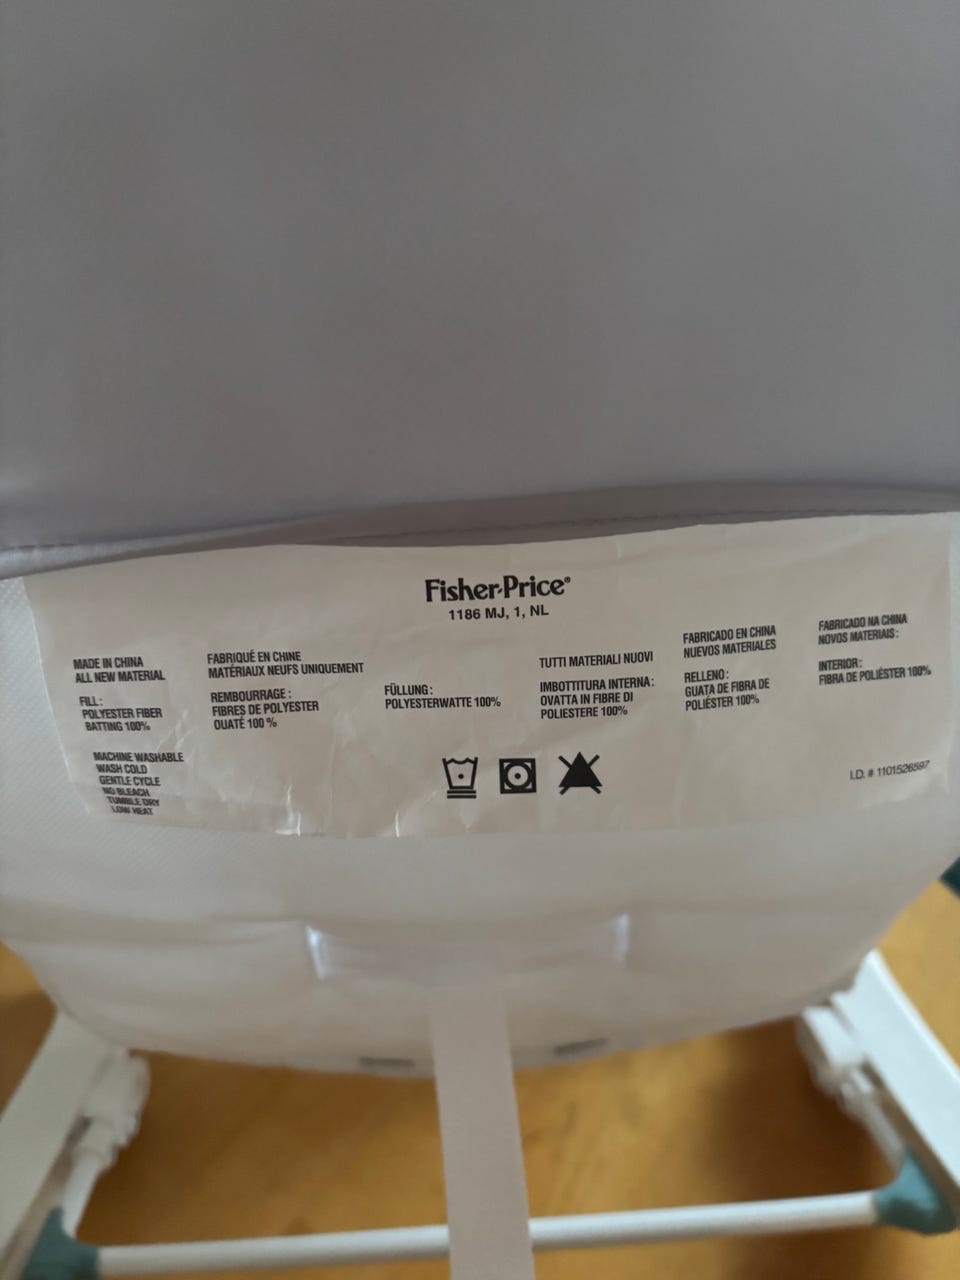 Fisher-Price®
1186 MJ, 1, NL
MADE IN CHINA
ALL NEW MATERIAL
FILL:
POLYESTER FIBER
BATTING 100%
MACHINE WASHABLE
WASH COLD
GENTLE CYCLE
NO BLEACH
TUMBLE DRY
LOW HEAT
FABRIQUÉ EN CHINE
MATÉRIAUX NEUFS UNIQUEMENT
REMBOURRAGE :
FIBRES DE POLYESTER
OUATÉ 100 %
FÜLLUNG:
POLYESTERWATTE 100%
TUTTI MATERIALI NUOVI
IMBOTTITURA INTERNA:
OVATTA IN FIBRE DI
POLIESTERE 100%
FABRICADO EN CHINA
NUEVOS MATERIALES
RELLENO:
GUATA DE FIBRA DE
POLIÉSTER 100%
FABRICADO NA CHINA
NOVOS MATERIAIS:
INTERIOR:
FIBRA DE POLIÉSTER 100%
I.D. # 1101526597